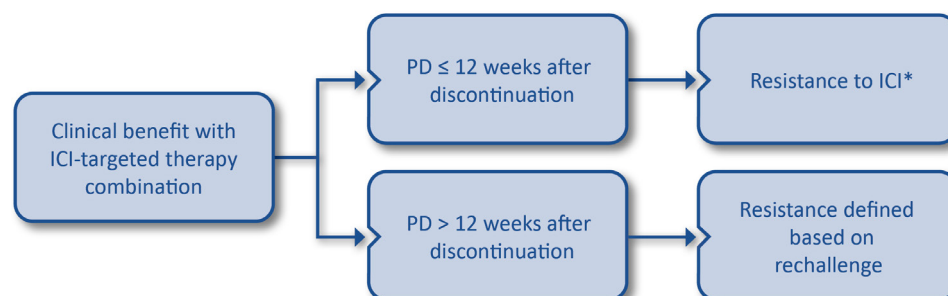 Clinical benefit with
ICI-targeted therapy
combination
PD ≤ 12 weeks after
discontinuation
Resistance to ICI*
PD > 12 weeks after
discontinuation
Resistance defined
based on
rechallenge